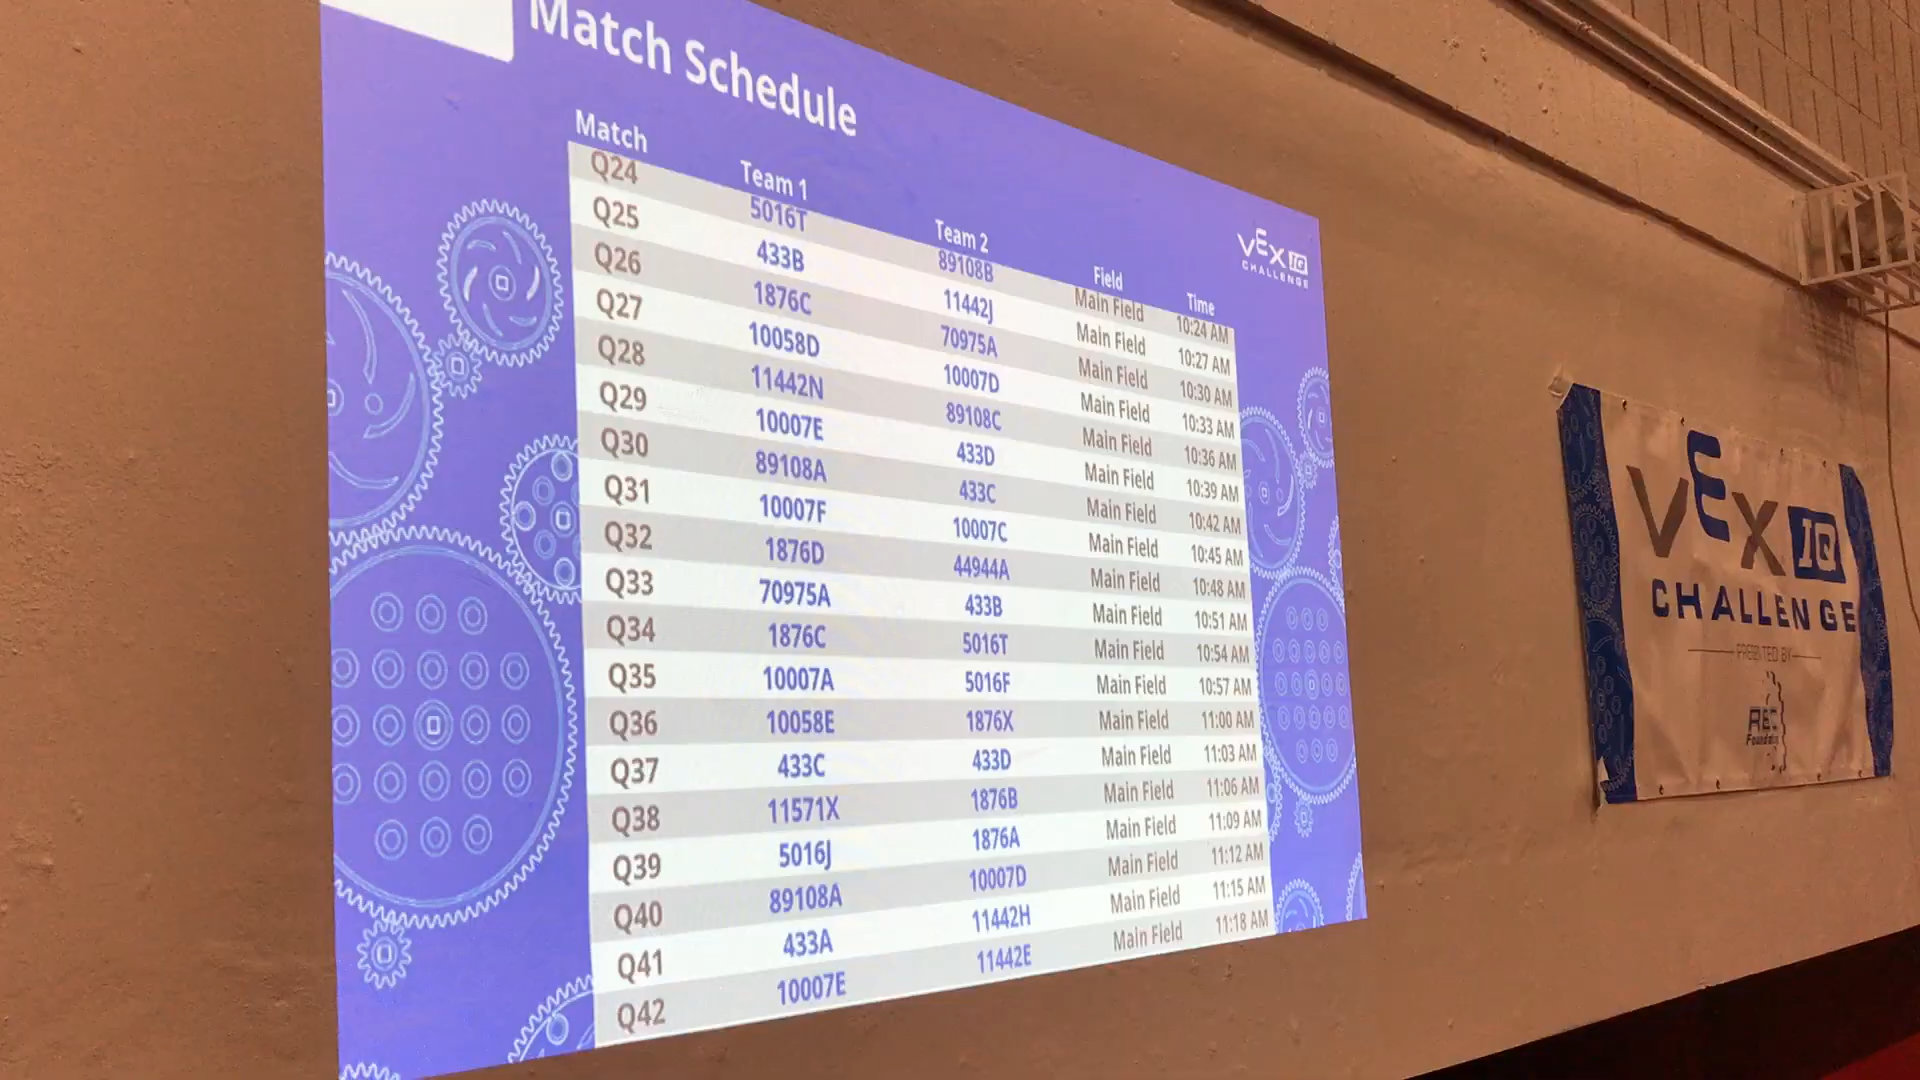 Match Schedule
Match Team 1 Team 2 Field Time
Q24 5016T 89108B Main Field 10:24 AM
Q25 433B 11442J Main Field 10:27 AM
Q26 1876C 70975A Main Field 10:30 AM
Q27 10058D 10007D Main Field 10:33 AM
Q28 11442N 89108C Main Field 10:36 AM
Q29 10007E 433D Main Field 10:39 AM
Q30 89108A 433C Main Field 10:42 AM
Q31 10007F 10007C Main Field 10:45 AM
Q32 1876D 44944A Main Field 10:48 AM
Q33 70975A 433B Main Field 10:51 AM
Q34 1876C 5016T Main Field 10:54 AM
Q35 10007A 5016F Main Field 10:57 AM
Q36 10058E 1876X Main Field 11:00 AM
Q37 433C 433D Main Field 11:03 AM
Q38 11571X 1876B Main Field 11:06 AM
Q39 5016J 1876A Main Field 11:09 AM
Q40 89108A 10007D Main Field 11:12 AM
Q41 433A 11442H Main Field 11:15 AM
Q42 10007E 11442E Main Field 11:18 AM
VEX IQ
CHALLENGE
VEX IQ
CHALLENGE
PRESENTED BY
REC
Foundation